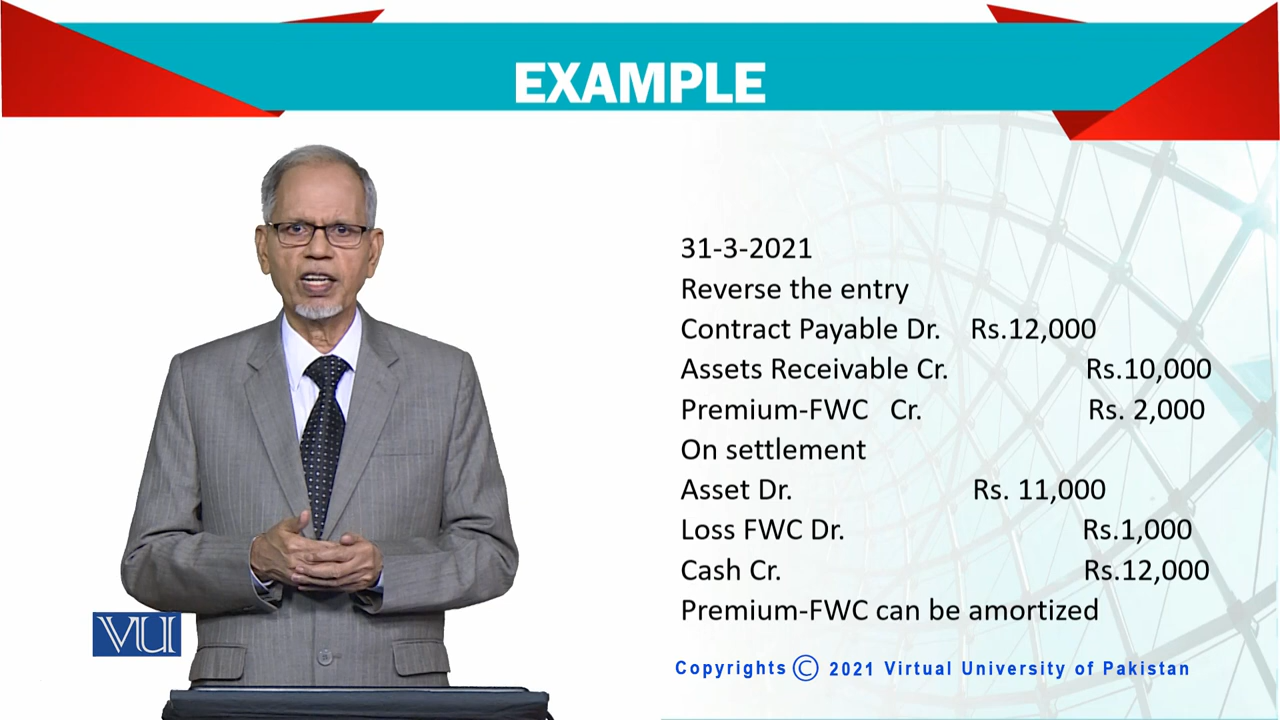 EXAMPLE
31-3-2021
Reverse the entry
Contract Payable Dr. Rs.12,000
Assets Receivable Cr. Rs.10,000
Premium-FWC Cr. Rs. 2,000
On settlement
Asset Dr. Rs. 11,000
Loss FWC Dr. Rs.1,000
Cash Cr. Rs.12,000
Premium-FWC can be amortized
VU
Copyrights © 2021 Virtual University of Pakistan